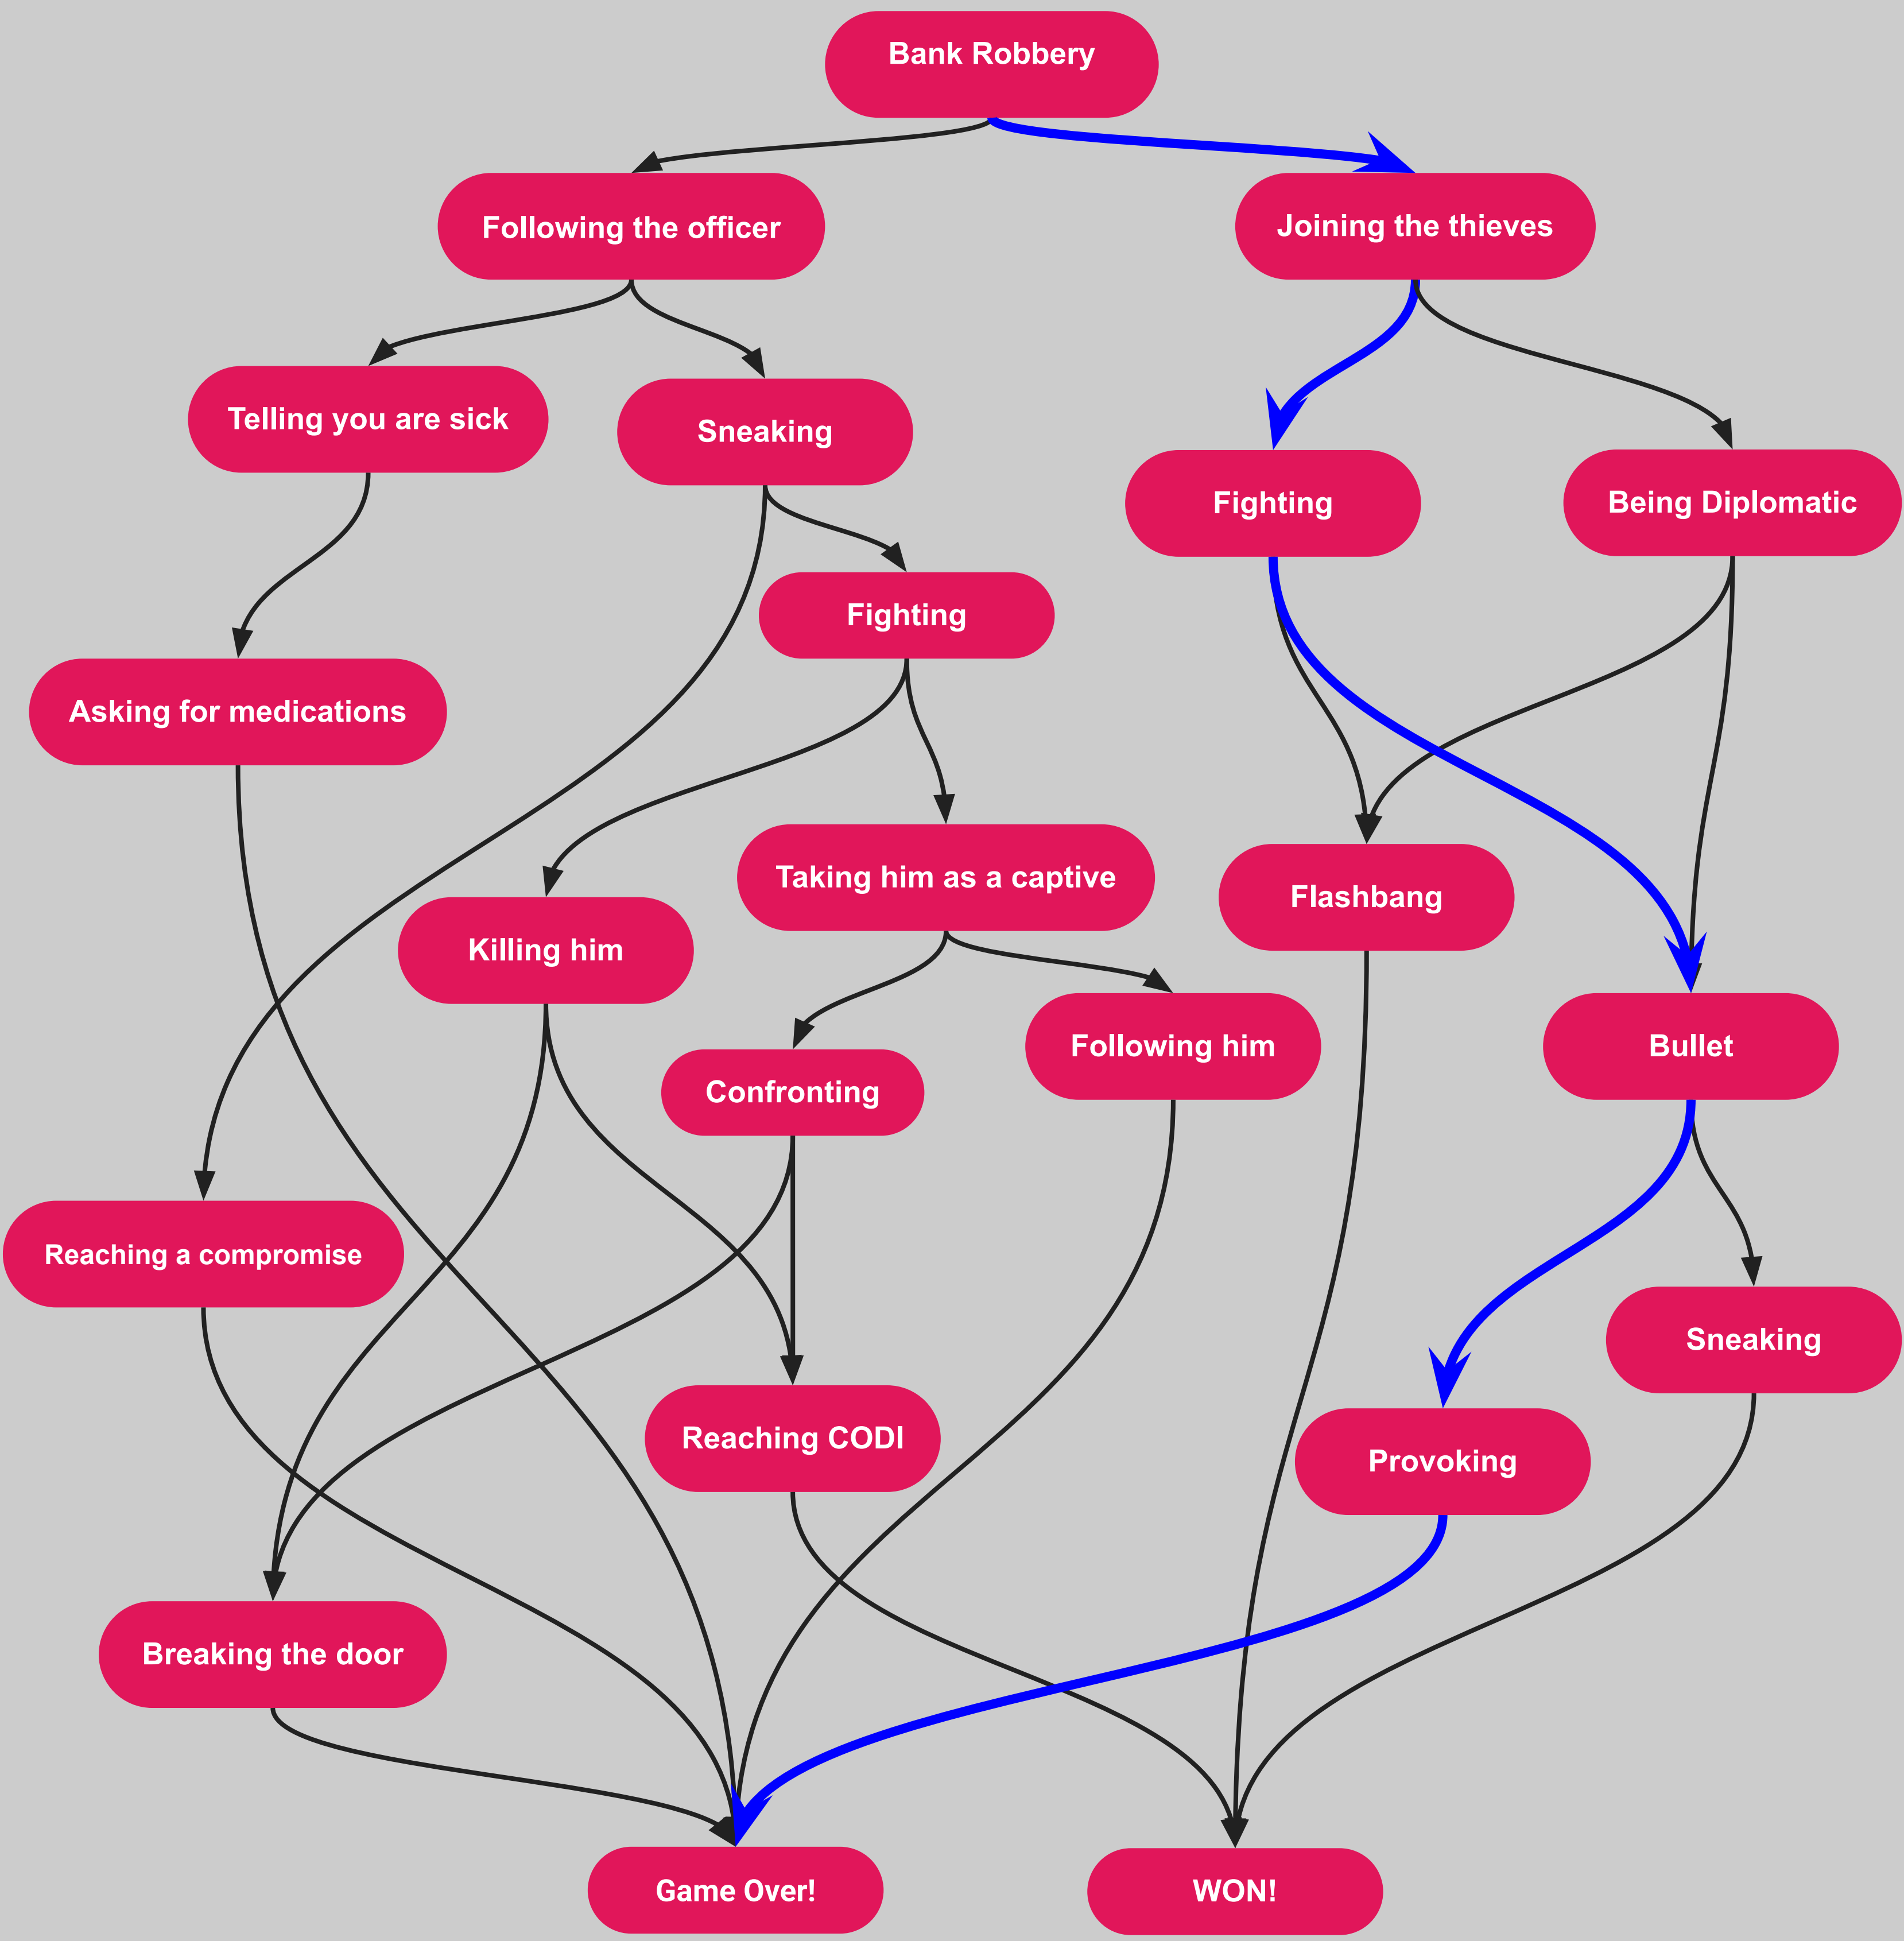 Bank Robbery
Following the officer
Joining the thieves
Telling you are sick
Sneaking
Fighting
Being Diplomatic
Fighting
Asking for medications
Taking him as a captive
Flashbang
Killing him
Following him
Bullet
Confronting
Reaching a compromise
Sneaking
Reaching CODl
Provoking
Breaking the door
Game Over!
WON!